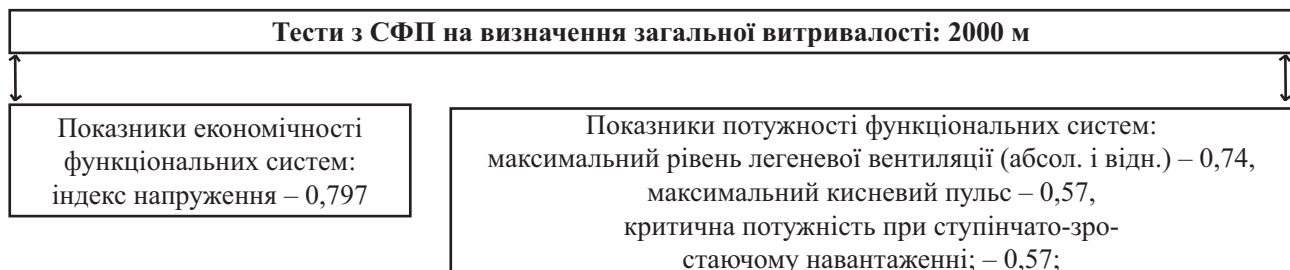 Тести з СФП на визначення загальної витривалості: 2000 м
Показники економічності
функціональних систем:
індекс напруження – 0,797
Показники потужності функціональних систем:
максимальний рівень легеневої вентиляції (абсол. і відн.) – 0,74,
максимальний кисневий пульс – 0,57,
критична потужність при ступінчато-зро-
стаючому навантаженні; – 0,57;